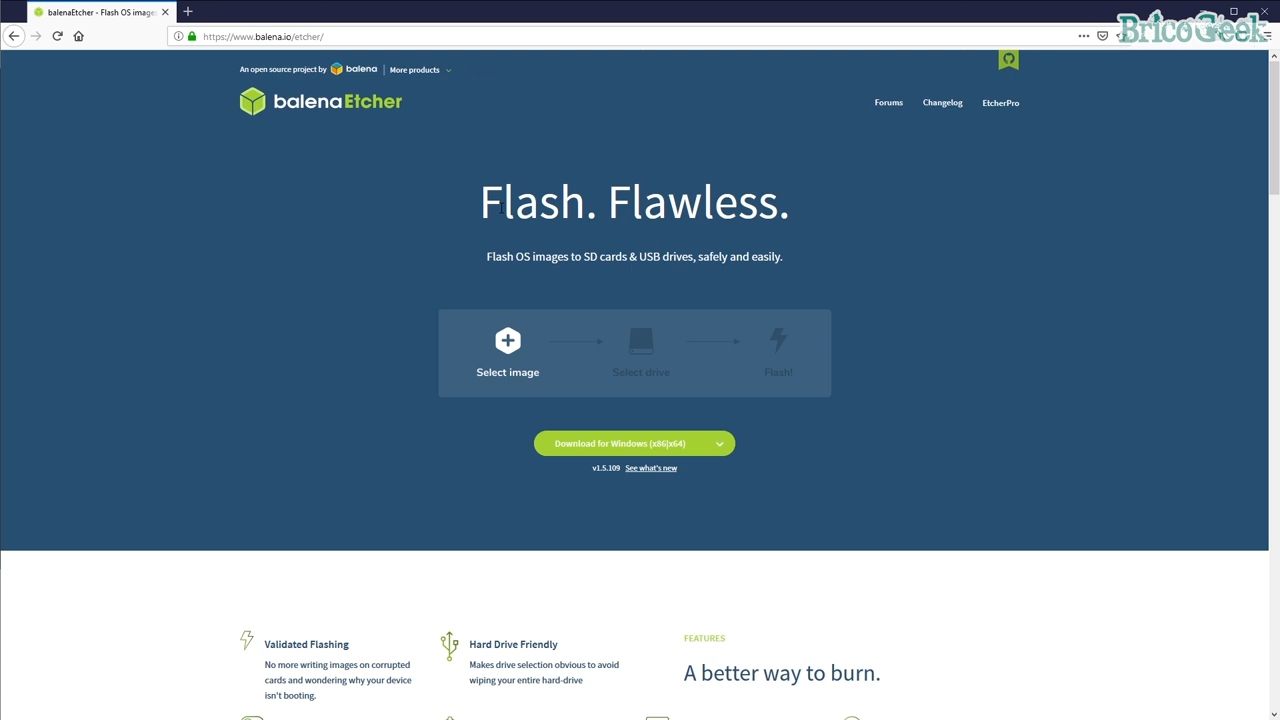 balenaEtcher - Flash OS images
https://www.balena.io/etcher/
BricoGeek
An open source project by balena More products
balenaEtcher
Forums Changelog EtcherPro
Flash. Flawless.
Flash OS images to SD cards & USB drives, safely and easily.
Select image Select drive Flash!
Download for Windows (x86|x64)
v1.5.109 See what's new
Validated Flashing
No more writing images on corrupted
cards and wondering why your device
isn't booting.
Hard Drive Friendly
Makes drive selection obvious to avoid
wiping your entire hard-drive
FEATURES
A better way to burn.